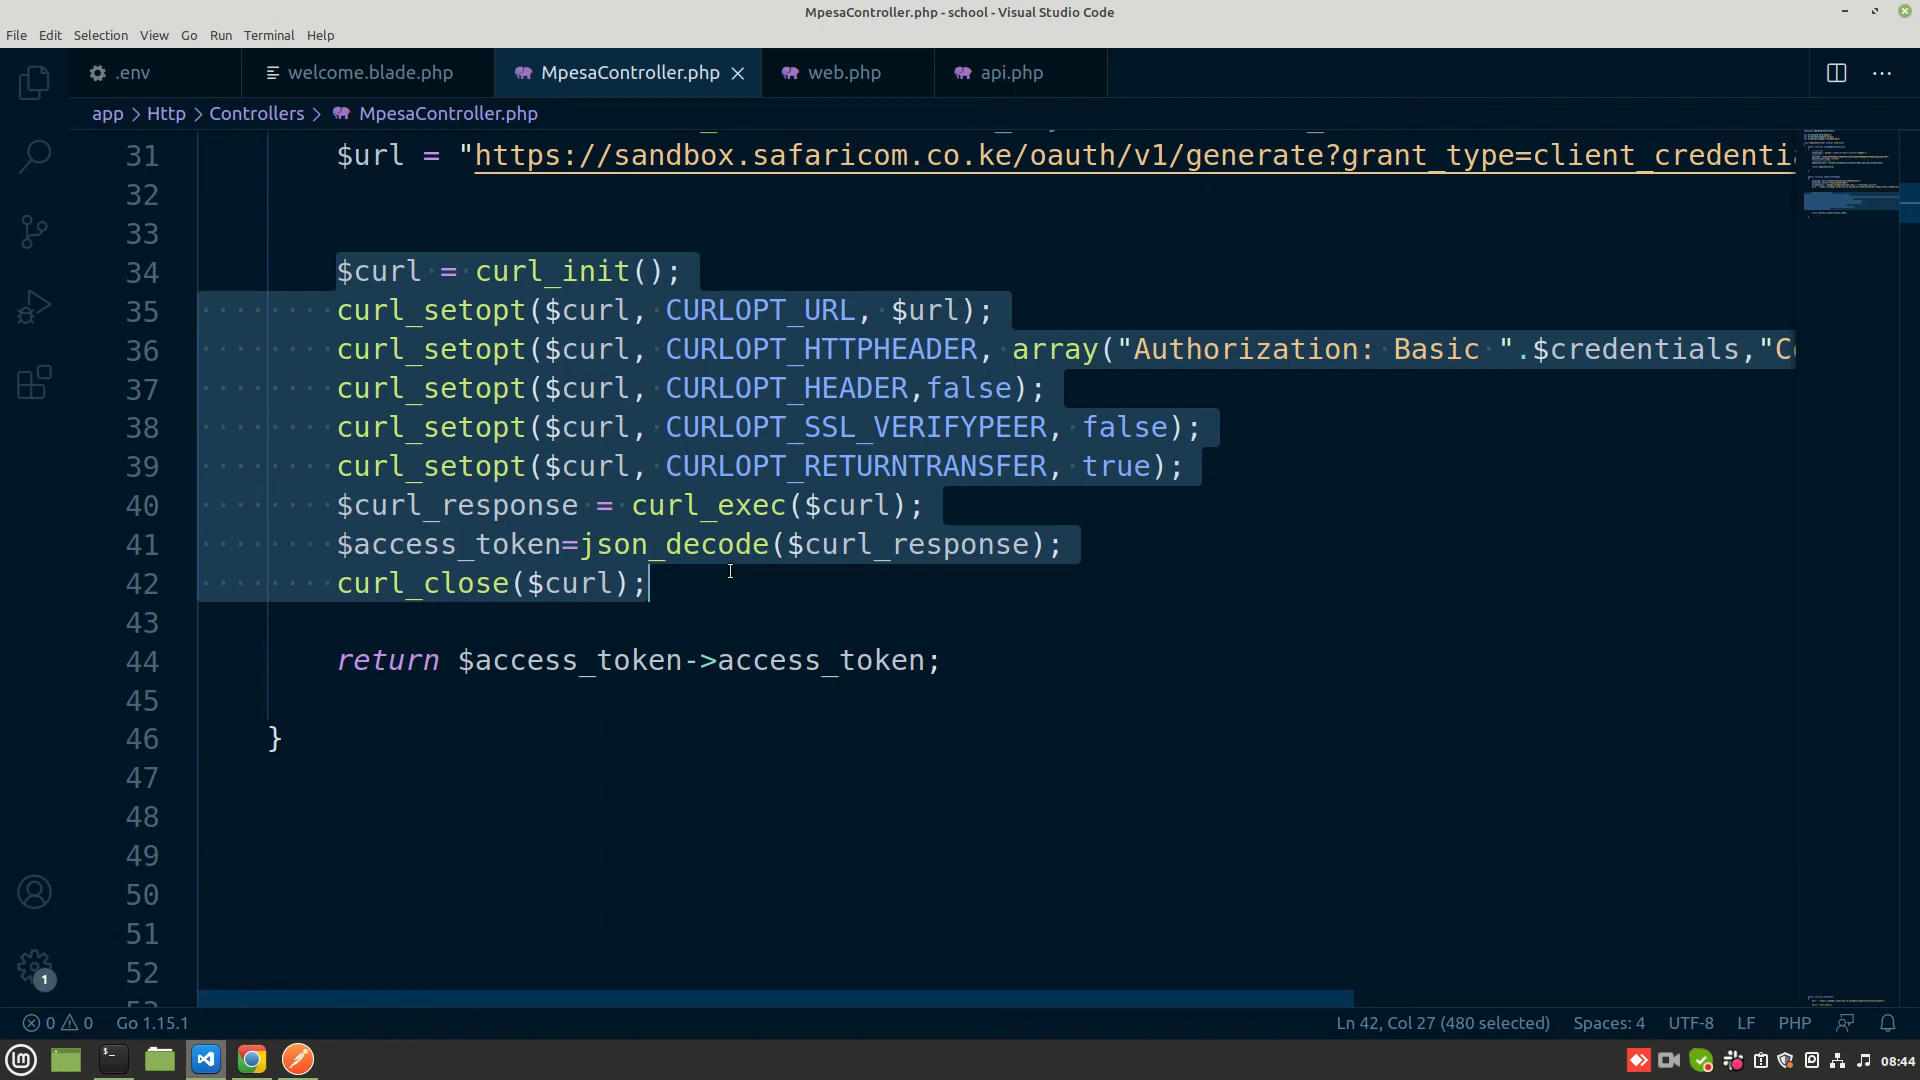 MpesaController.php - school - Visual Studio Code
File Edit Selection View Go Run Terminal Help
.env welcome.blade.php MpesaController.php web.php api.php
app > Http > Controllers > MpesaController.php
31 $url = "https://sandbox.safaricom.co.ke/oauth/v1/generate?grant_type=client_credenti
32
33
34 $curl = curl_init();
35 curl_setopt($curl, CURLOPT_URL, $url);
36 curl_setopt($curl, CURLOPT_HTTPHEADER, array("Authorization: Basic ".$credentials,"C
37 curl_setopt($curl, CURLOPT_HEADER,false);
38 curl_setopt($curl, CURLOPT_SSL_VERIFYPEER, false);
39 curl_setopt($curl, CURLOPT_RETURNTRANSFER, true);
40 $curl_response = curl_exec($curl);
41 $access_token=json_decode($curl_response);
42 curl_close($curl);
43
44 return $access_token->access_token;
45
46 }
47
48
49
50
51
52
1
0 0 Go 1.15.1 Ln 42, Col 27 (480 selected) Spaces: 4 UTF-8 LF PHP
08:44